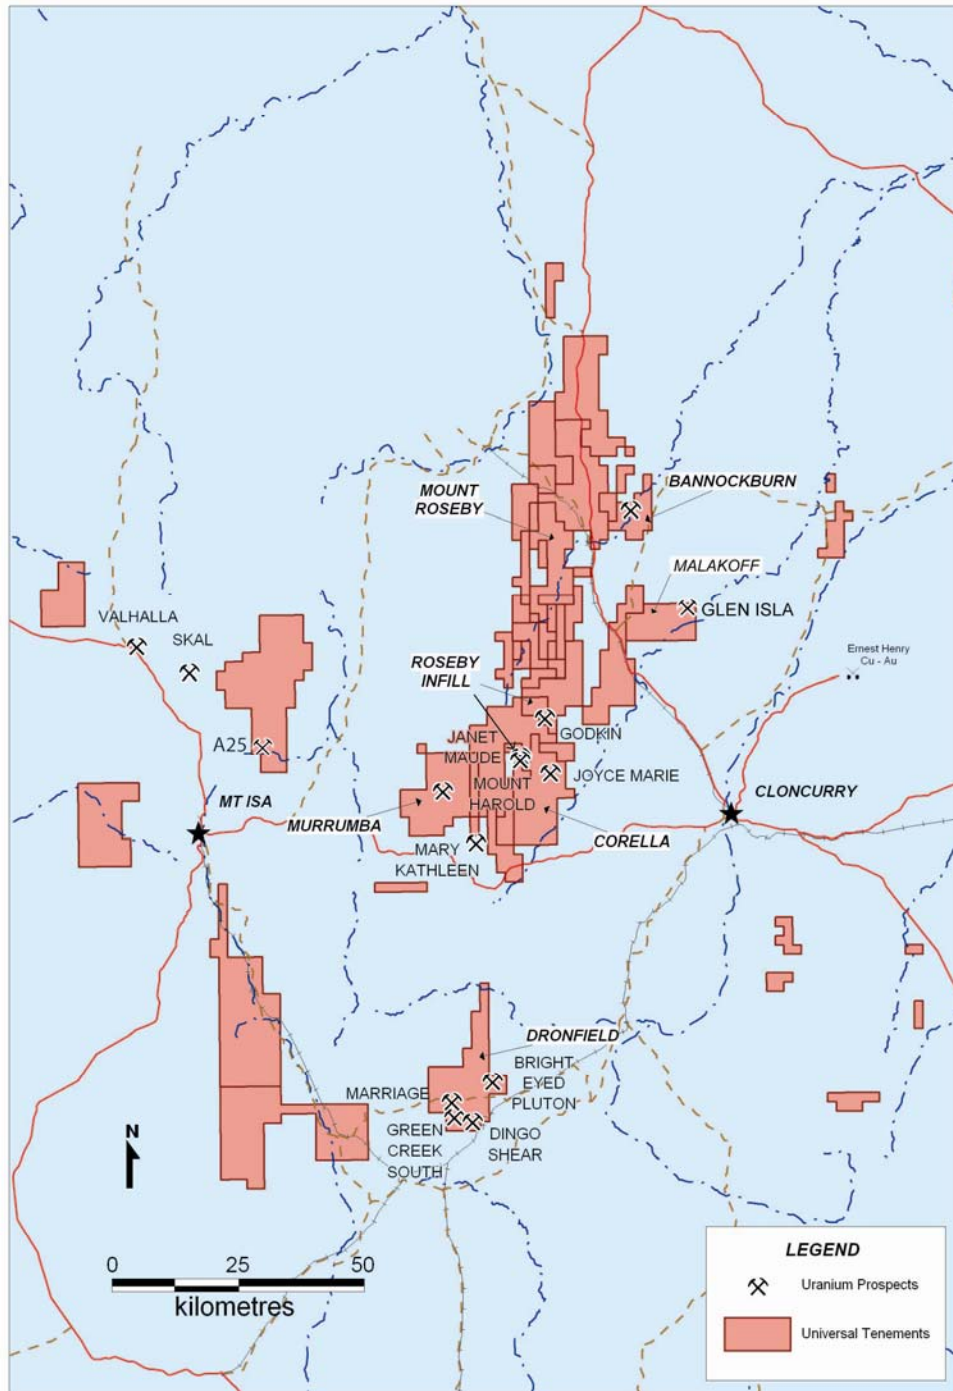 BANNOCKBURN
MOUNT
ROSEBY
MALAKOFF
GLEN ISLA
VALHALLA
SKAL
Ernest Henry
Cu - Au
ROSEBY
INFILL
GODKIN
A25
JANET
MAUDE
JOYCE MARIE
MOUNT
HAROLD
MT ISA
CLONCURRY
MURRUMBA
CORELLA
MARY
KATHLEEN
DRONFIELD
BRIGHT
EYED
PLUTON
MARRIAGE
GREEN
CREEK
SOUTH
DINGO
SHEAR
N
0 25 50
kilometres
LEGEND
Uranium Prospects
Universal Tenements